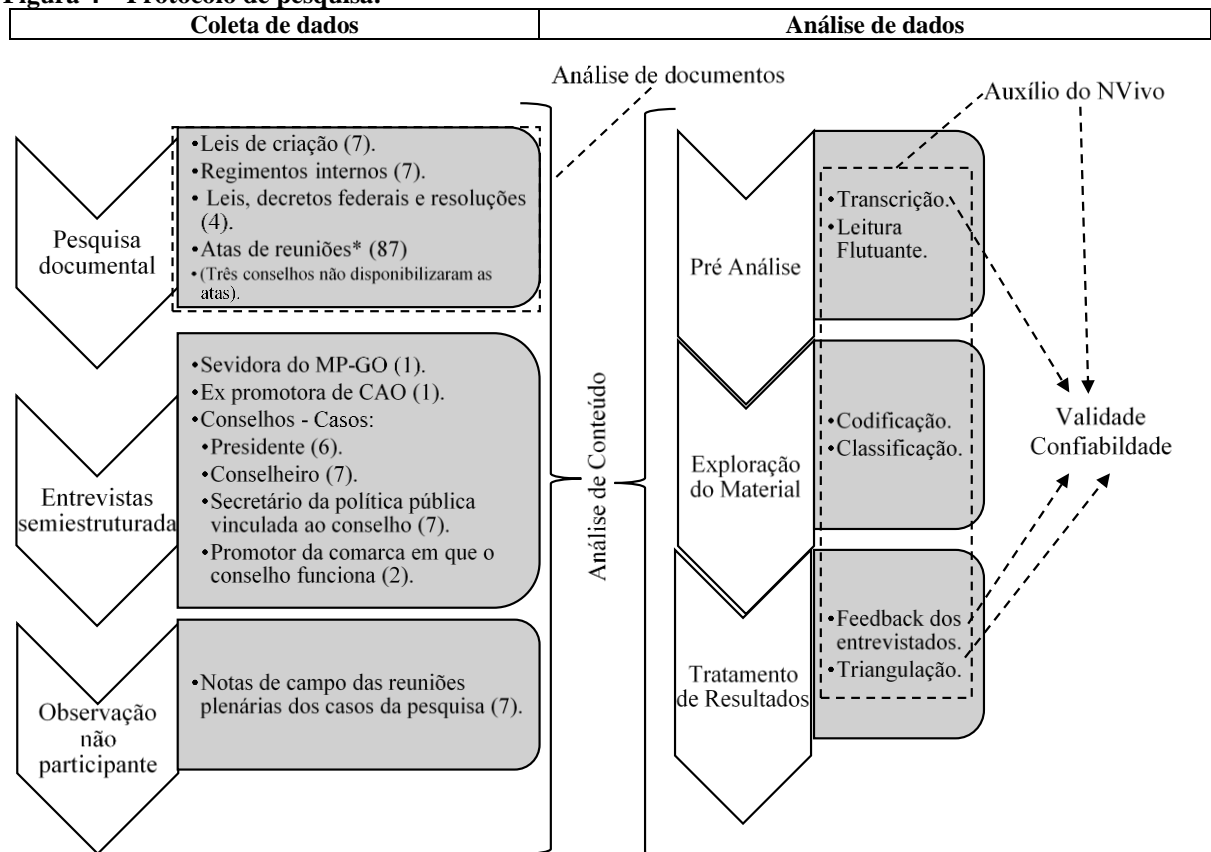 Figura 4 – Protocolo de pesquisa.
Coleta de dados
Análise de dados
Análise de documentos
Auxílio do NVivo
Pesquisa
documental
•Leis de criação (7).
•Regimentos internos (7).
• Leis, decretos federais e resoluções
(4).
•Atas de reuniões* (87)
•(Três conselhos não disponibilizaram as
atas).
Entrevistas
semiestruturada
•Sevidora do MP-GO (1).
•Ex promotora de CAO (1).
•Conselhos - Casos:
•Presidente (6).
•Conselheiro (7).
•Secretário da política pública
vinculada ao conselho (7).
•Promotor da comarca em que o
conselho funciona (2).
Observação
não
participante
•Notas de campo das reuniões
plenárias dos casos da pesquisa (7).
Análise de Conteúdo
Pré Análise
•Transcrição.
•Leitura
Flutuante.
Exploração
do Material
•Codificação.
•Classificação.
Tratamento
de Resultados
•Feedback dos
entrevistados.
•Triangulação.
Validade
Confiabildade